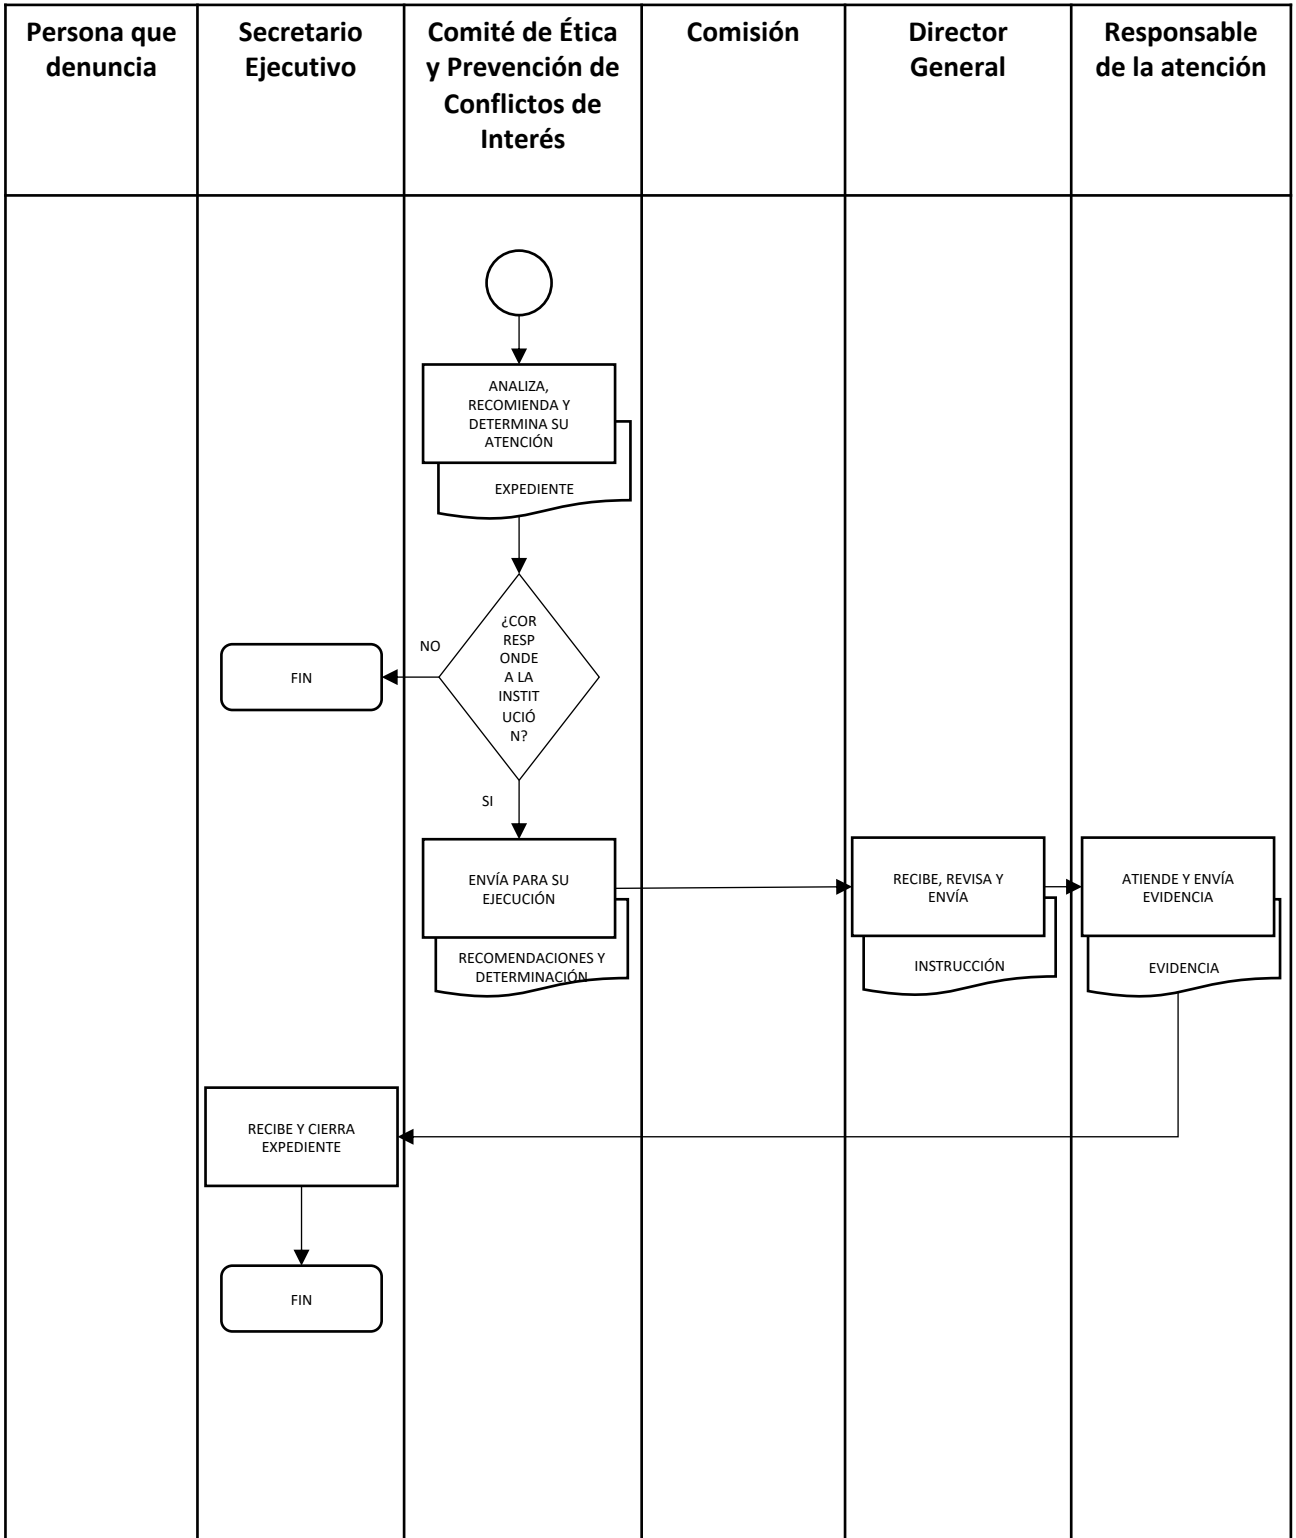 Persona que
denuncia
Secretario
Ejecutivo
Comité de Ética
y Prevención de
Conflictos de
Interés
Comisión
Director
General
Responsable
de la atención
ANALIZA,
RECOMIENDA Y
DETERMINA SU
ATENCIÓN
EXPEDIENTE
¿COR
RESP
ONDE
A LA
INSTIT
UCIÓ
N?
NO
FIN
SI
ENVÍA PARA SU
EJECUCIÓN
RECOMENDACIONES Y
DETERMINACIÓN
RECIBE, REVISA Y
ENVÍA
INSTRUCCIÓN
ATIENDE Y ENVÍA
EVIDENCIA
EVIDENCIA
RECIBE Y CIERRA
EXPEDIENTE
FIN